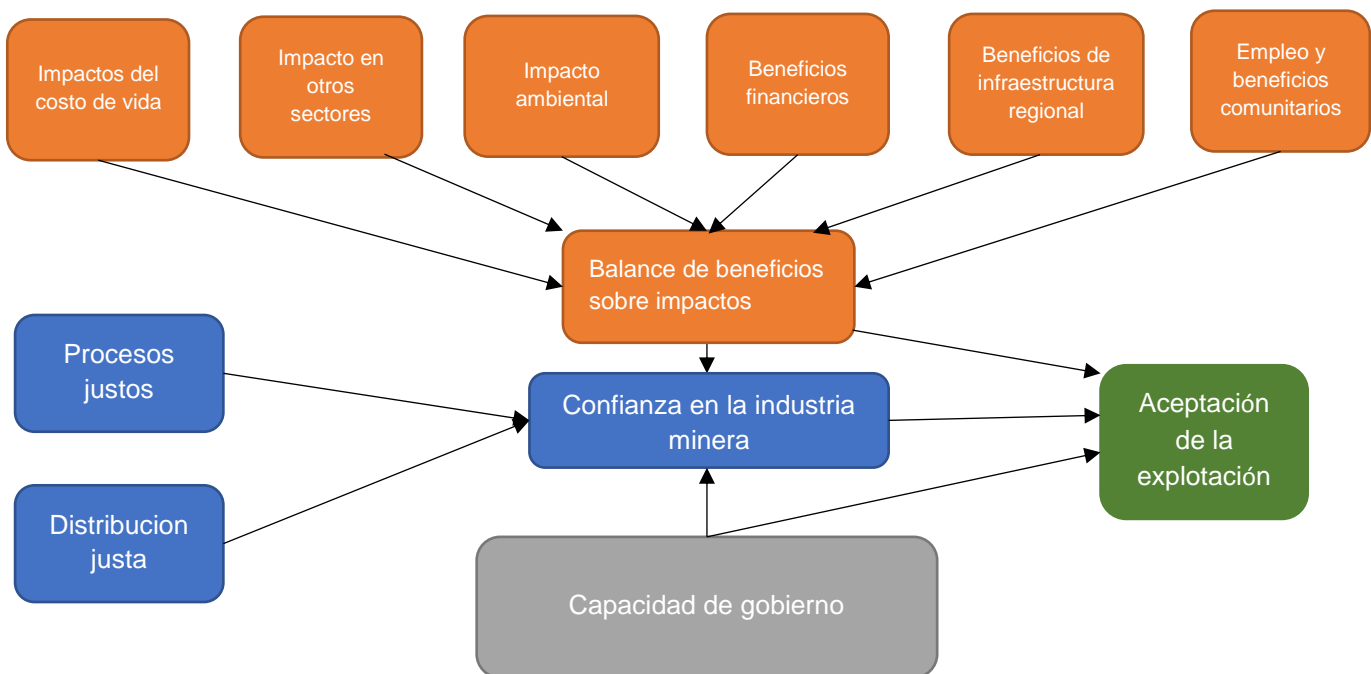 Impactos del
costo de vida
Impacto en
otros
sectores
Impacto
ambiental
Beneficios
financieros
Beneficios de
infraestructura
regional
Empleo y
beneficios
comunitarios
Balance de beneficios
sobre impactos
Procesos
justos
Confianza en la industria
minera
Aceptación
de la
explotación
Distribucion
justa
Capacidad de gobierno